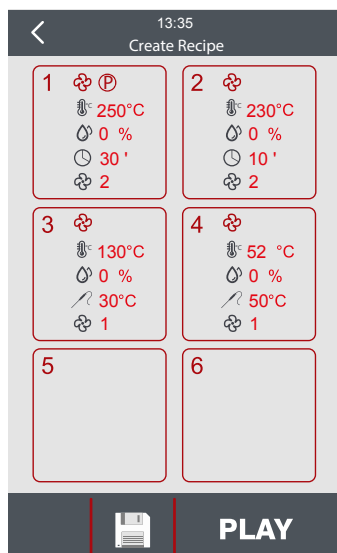 13:35
Create Recipe
1 P
°C 250°C
0 %
30 '
2
2
°C 230°C
0 %
10 '
2
3
°C 130°C
0 %
30°C
1
4
°C 52 °C
0 %
50°C
1
5
6
PLAY